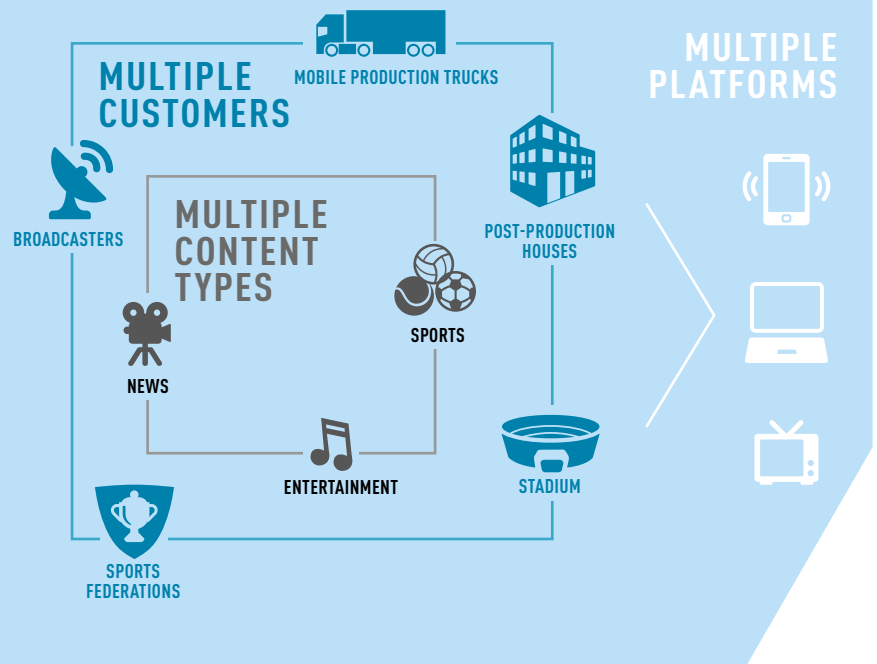 MULTIPLE
CUSTOMERS
MOBILE PRODUCTION TRUCKS
MULTIPLE
PLATFORMS
BROADCASTERS
MULTIPLE
CONTENT
TYPES
POST-PRODUCTION
HOUSES
SPORTS
NEWS
ENTERTAINMENT
STADIUM
SPORTS
FEDERATIONS